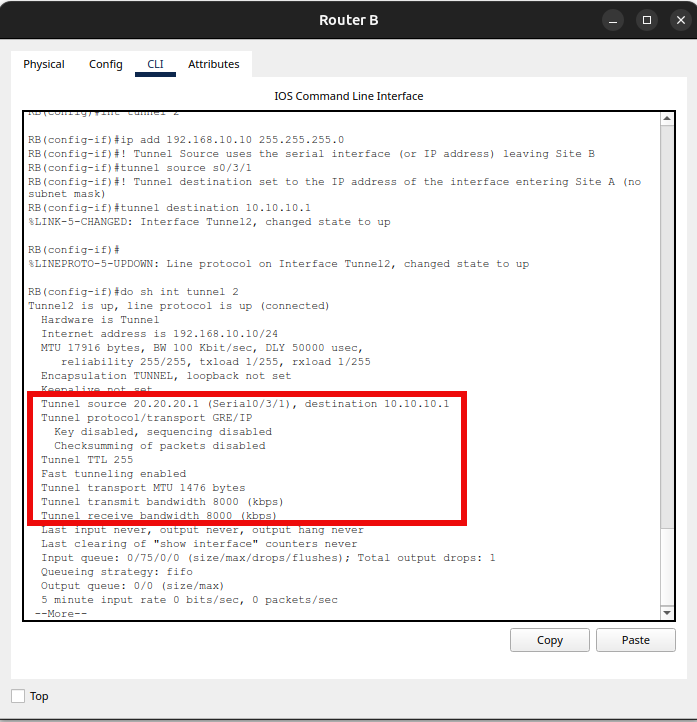 Router B
Physical Config CLI Attributes
IOS Command Line Interface
RB(config)#int tunnel 2
RB(config-if)#ip add 192.168.10.10 255.255.255.0
RB(config-if)#! Tunnel Source uses the serial interface (or IP address) leaving Site B
RB(config-if)#tunnel source s0/3/1
RB(config-if)#! Tunnel destination set to the IP address of the interface entering Site A (no
subnet mask)
RB(config-if)#tunnel destination 10.10.10.1
%LINK-5-CHANGED: Interface Tunnel2, changed state to up
RB(config-if)#
%LINEPROTO-5-UPDOWN: Line protocol on Interface Tunnel2, changed state to up
RB(config-if)#do sh int tunnel 2
Tunnel2 is up, line protocol is up (connected)
Hardware is Tunnel
Internet address is 192.168.10.10/24
MTU 17916 bytes, BW 100 Kbit/sec, DLY 50000 usec,
reliability 255/255, txload 1/255, rxload 1/255
Encapsulation TUNNEL, loopback not set
Keepalive not set
Tunnel source 20.20.20.1 (Serial0/3/1), destination 10.10.10.1
Tunnel protocol/transport GRE/IP
Key disabled, sequencing disabled
Checksumming of packets disabled
Tunnel TTL 255
Fast tunneling enabled
Tunnel transport MTU 1476 bytes
Tunnel transmit bandwidth 8000 (kbps)
Tunnel receive bandwidth 8000 (kbps)
Last input never, output never, output hang never
Last clearing of "show interface" counters never
Input queue: 0/75/0/0 (size/max/drops/flushes); Total output drops: 1
Queueing strategy: fifo
Output queue: 0/0 (size/max)
5 minute input rate 0 bits/sec, 0 packets/sec
--More--
Copy Paste
Top